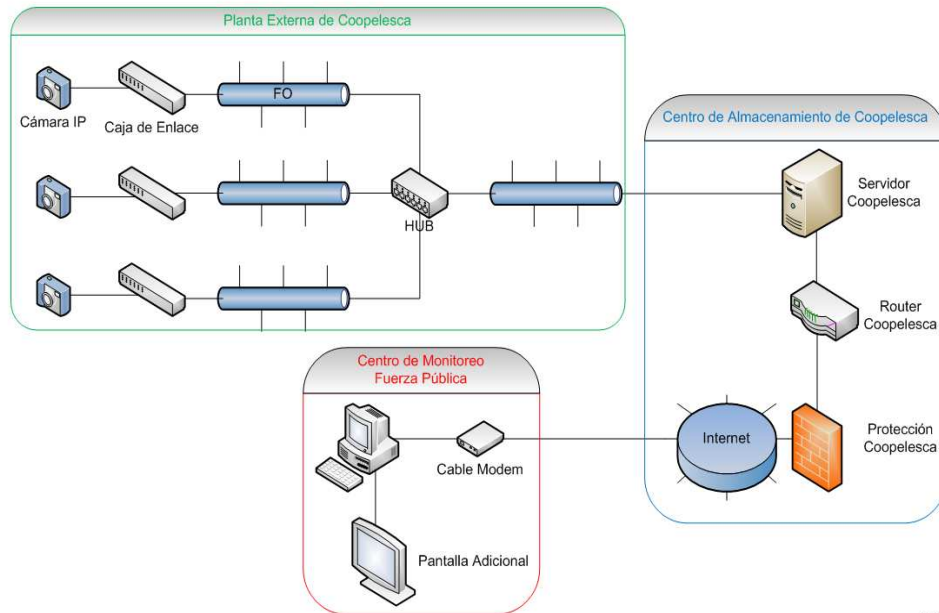 Planta Externa de Coopelesca
FO
Cámara IP
Caja de Enlace
HUB
Centro de Almacenamiento de Coopelesca
Servidor
Coopelesca
Router
Coopelesca
Centro de Monitoreo
Fuerza Pública
Cable Modem
Internet
Protección
Coopelesca
Pantalla Adicional